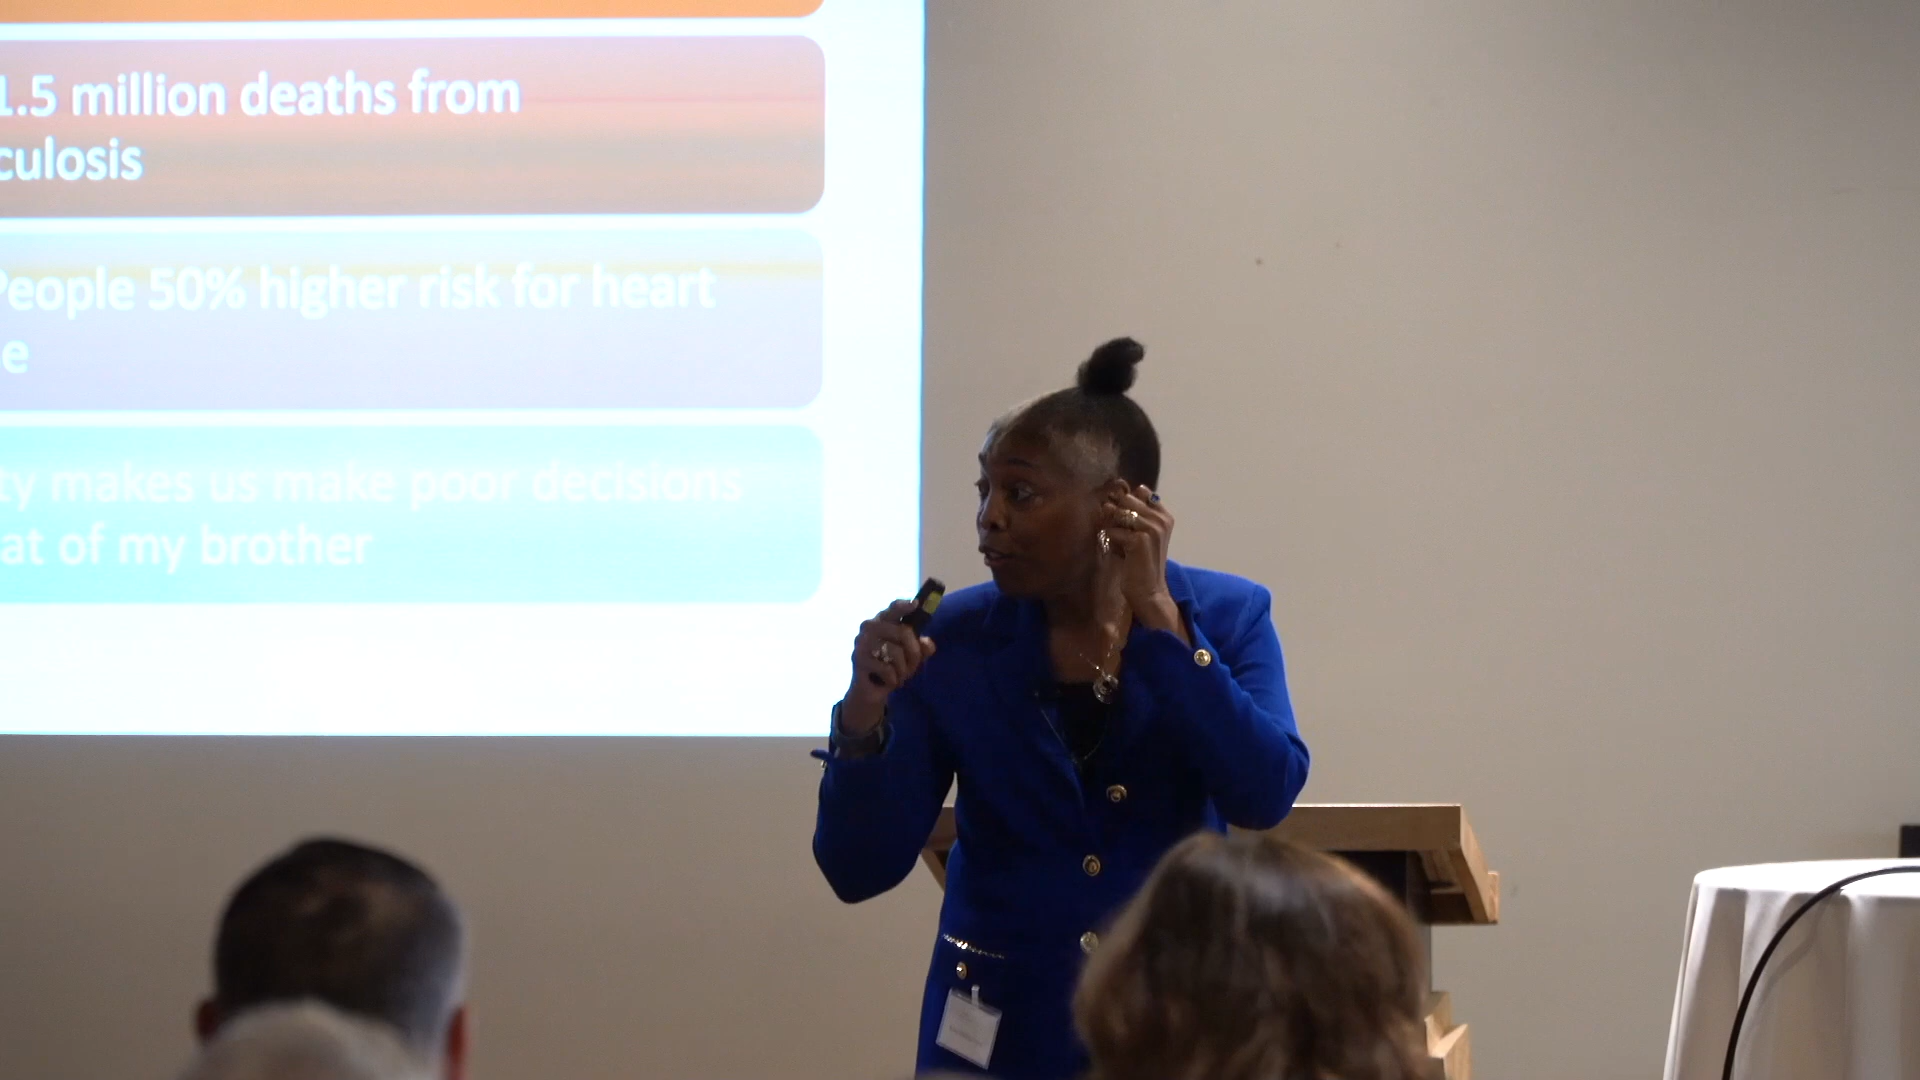 1.5 million deaths from
culosis
People 50% higher risk for heart
e
ty makes us make poor decisions
at of my brother